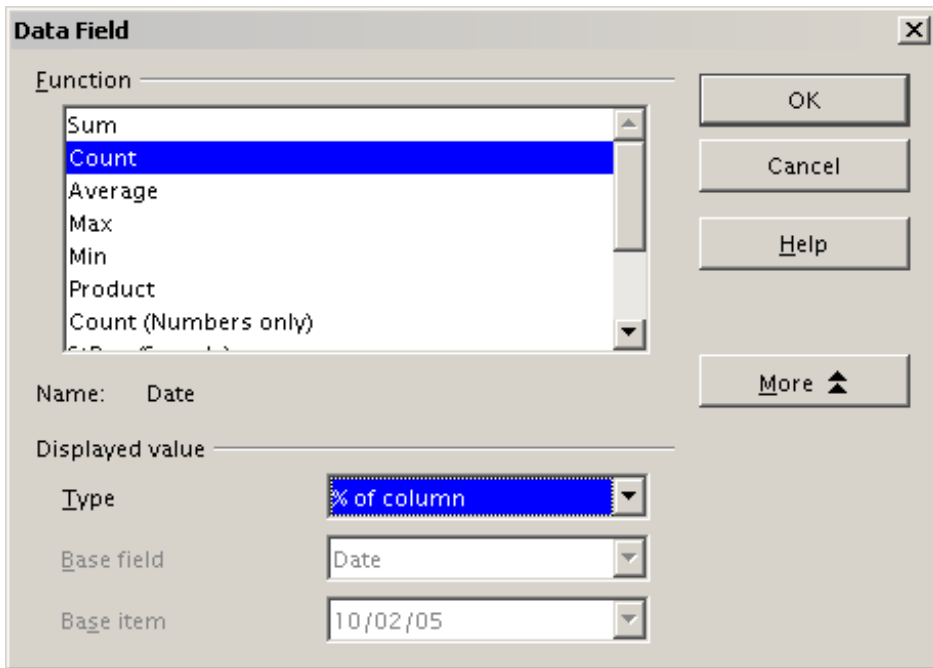 Data Field
Function
Sum
Count
Average
Max
Min
Product
Count (Numbers only)
OK
Cancel
Help
More
Name: Date
Displayed value
Type % of column
Base field Date
Base item 10/02/05